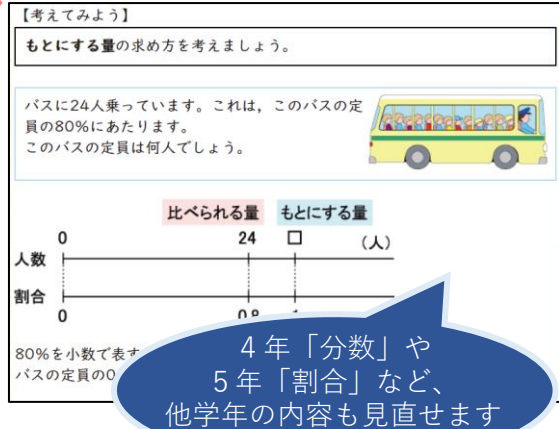 【考えてみよう】
もとにする量の求め方を考えましょう。
バスに24人乗っています。これは，このバスの定
員の80％にあたります。
このバスの定員は何人でしょう。
比べられる量 もとにする量
0 24 □ (人)
人数
割合
0 0.8
80％を小数で表す
バスの定員の0
４年「分数」や
５年「割合」など、
他学年の内容も見直せます